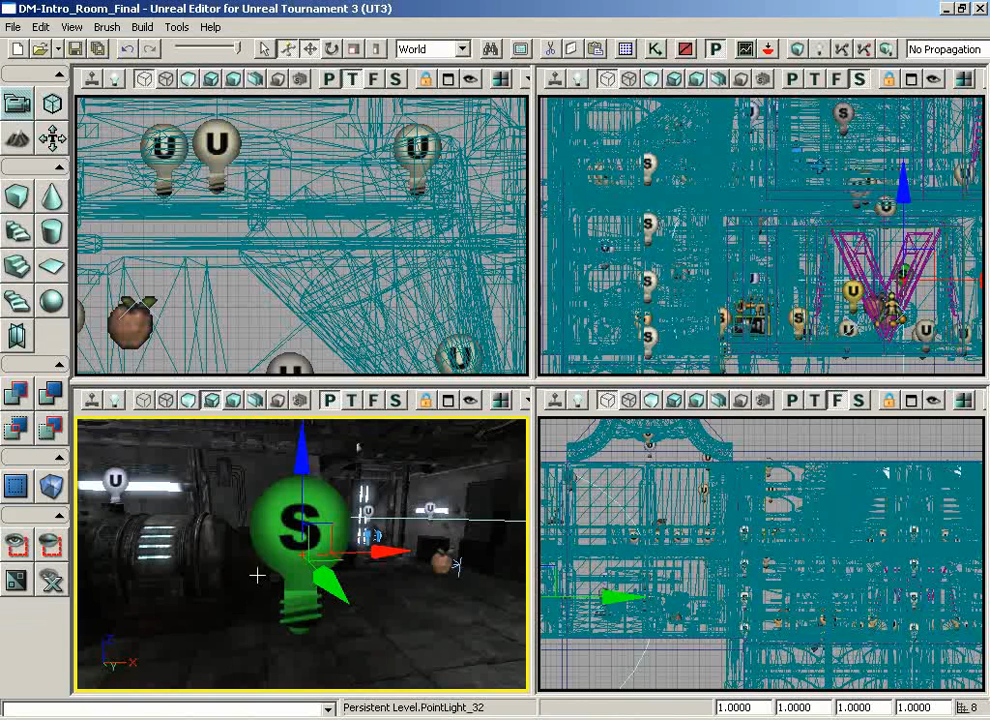 DM-Intro_Room_Final - Unreal Editor for Unreal Tournament 3 (UT3)
File Edit View Brush Build Tools Help
World P No Propagation
P T F S P T U F S
U U U S U
S U
S
S U
S S U U
U U
P T F S P T F S
U U
S
X
Persistent Level.PointLight_32 1.0000 1.0000 1.0000 1.0000 8